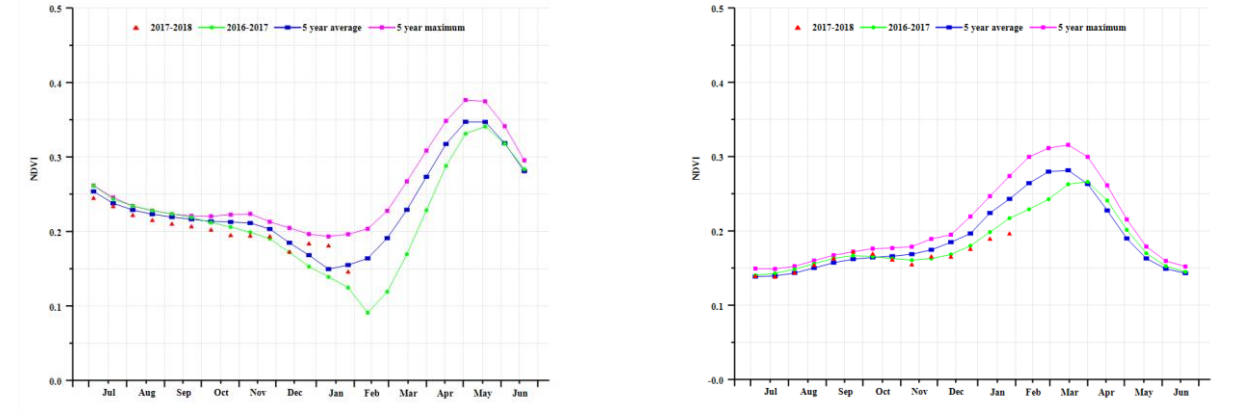 0.5
2017-2018 2016-2017 5 year average 5 year maximum
0.4
0.3
NDVI
0.2
0.1
0.0
Jul Aug Sep Oct Nov Dec Jan Feb Mar Apr May Jun
0.5
2017-2018 2016-2017 5 year average 5 year maximum
0.4
0.3
NDVI
0.2
0.1
-0.0
Jul Aug Sep Oct Nov Dec Jan Feb Mar Apr May Jun